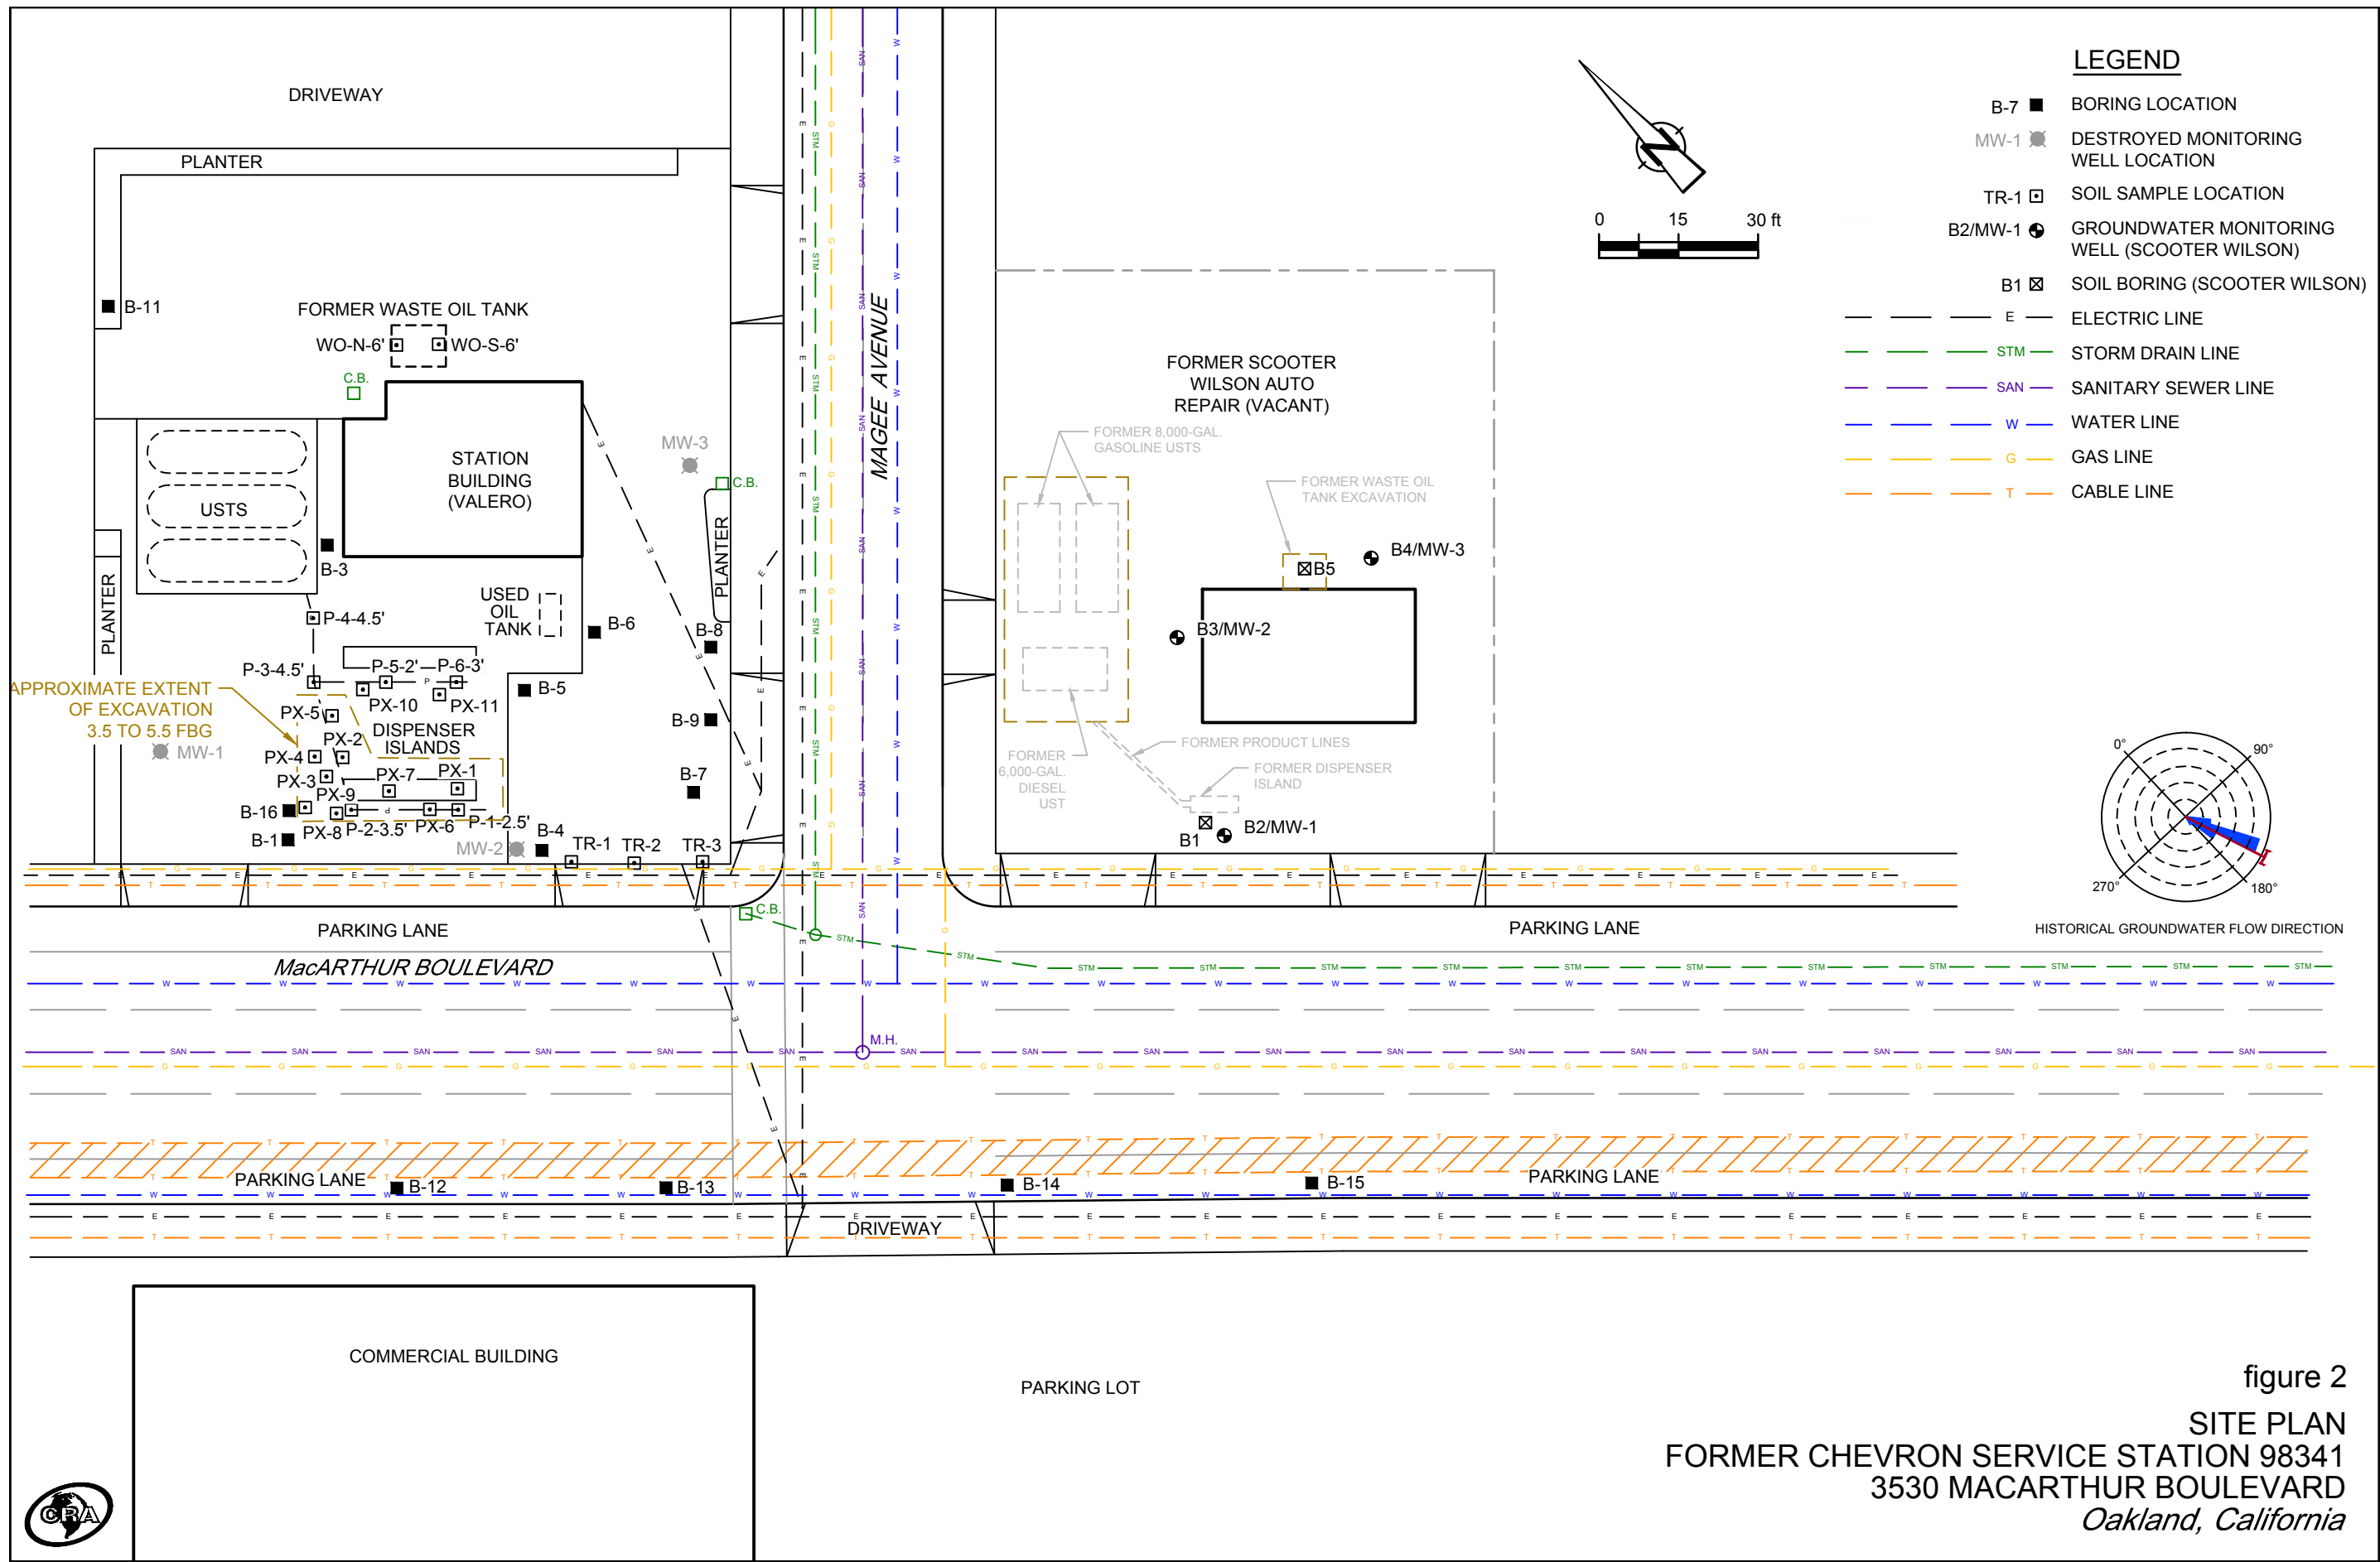 DRIVEWAY
PLANTER
B-11
FORMER WASTE OIL TANK
WO-N-6'
WO-S-6'
C.B.
STATION
BUILDING
(VALERO)
USTS
MW-3
C.B.
PLANTER
B-3
PLANTER
USED
OIL
TANK
B-6
B-8
P-4-4.5'
P-3-4.5'
P-5-2'
P-6-3'
P
B-5
PX-10
PX-11
APPROXIMATE EXTENT
OF EXCAVATION
3.5 TO 5.5 FBG
MW-1
PX-5
B-9
DISPENSER
ISLANDS
PX-2
PX-4
PX-3
PX-7
PX-1
B-7
PX-9
B-16
P
PX-8
P-2-3.5'
PX-6
P-1-2.5'
B-1
B-4
MW-2
TR-1
TR-2
TR-3
MAGEE AVENUE
E
STM
G
SAN
W
FORMER SCOOTER
WILSON AUTO
REPAIR (VACANT)
FORMER 8,000-GAL.
GASOLINE USTS
FORMER WASTE OIL
TANK EXCAVATION
B4/MW-3
B5
B3/MW-2
FORMER PRODUCT LINES
FORMER
6,000-GAL.
DIESEL
UST
FORMER DISPENSER
ISLAND
B1
B2/MW-1
N
0 15 30 ft
LEGEND
B-7 BORING LOCATION
MW-1 DESTROYED MONITORING
WELL LOCATION
TR-1 SOIL SAMPLE LOCATION
B2/MW-1 GROUNDWATER MONITORING
WELL (SCOOTER WILSON)
B1 SOIL BORING (SCOOTER WILSON)
E ELECTRIC LINE
STM STORM DRAIN LINE
SAN SANITARY SEWER LINE
W WATER LINE
G GAS LINE
T CABLE LINE
0°
90°
270°
180°
HISTORICAL GROUNDWATER FLOW DIRECTION
C.B.
PARKING LANE
PARKING LANE
MacARTHUR BOULEVARD
M.H.
PARKING LANE
B-12
B-13
B-14
B-15
PARKING LANE
DRIVEWAY
COMMERCIAL BUILDING
PARKING LOT
CRA
figure 2
SITE PLAN
FORMER CHEVRON SERVICE STATION 98341
3530 MACARTHUR BOULEVARD
Oakland, California